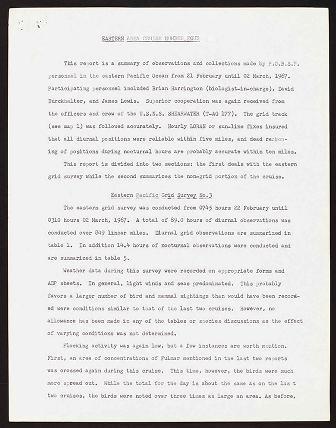 EASTERN AREA CRUISE NUMBER FOUR
This report is a summary of observations and collections made by P.O.B.S.P.
personnel in the eastern Pacific Ocean from 21 February until 02 March, 1967.
Participating personnel included Brian Harrington (biologist-in-charge), David
Burckhalter, and James Lewis. Superior cooperation was again received from
the officers and crew of the U.S.N.S. SHEARWATER (T-AG 177). The grid track
(see map 1) was followed accurately. Hourly LORAN or sun-line fixes insured
that all diurnal positions were reliable within five miles, and dead reckon-
ing of positions during nocturnal hours are probably accurate within ten miles.
This report is divided into two sections: the first deals with the eastern
grid survey while the second summarizes the non-grid portion of the cruise.
Eastern Pacific Grid Survey No.3
The eastern grid survey was conducted from 0745 hours 22 February until
0310 hours 02 March, 1967. A total of 89.0 hours of diurnal observations was
conducted over 849 linear miles. Diurnal grid observations are summarized in
table 1. In addition 14.4 hours of nocturnal observations were conducted and
are summarized in table 5.
Weather data during this survey were recorded on appropriate forms and
ADP sheets. In general, light winds and seas predominated. This probably
favors a larger number of bird and mammal sightings than would have been record-
ed were conditions similar to that of the last two cruises. However, no
allowance has been made in any of the tables or species discussions as the effect
of varying conditions was not determined.
Flocking activity was again low, but a few instances are worth mention.
First, an area of concentrations of Fulmar mentioned in the last two reports
was crossed again during this cruise. This time, however, the birds were much
more spread out. While the total for the day is about the same as on the last
two cruises, the birds were noted over three times as large an area. As before,